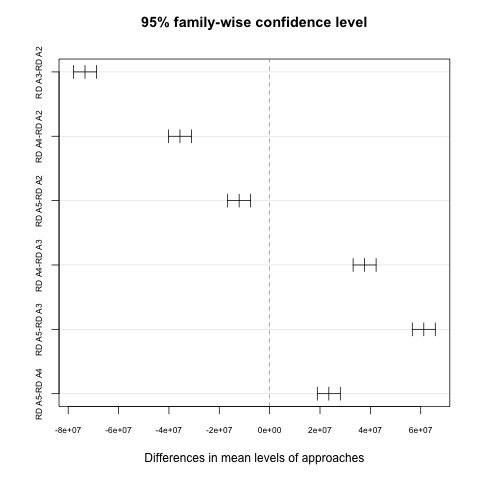 95% family-wise confidence level
RD A3-RD A2
RD A4-RD A2
RD A5-RD A2
RD A4-RD A3
RD A5-RD A3
RD A5-RD A4
-8e+07 -6e+07 -4e+07 -2e+07 0e+00 2e+07 4e+07 6e+07
Differences in mean levels of approaches